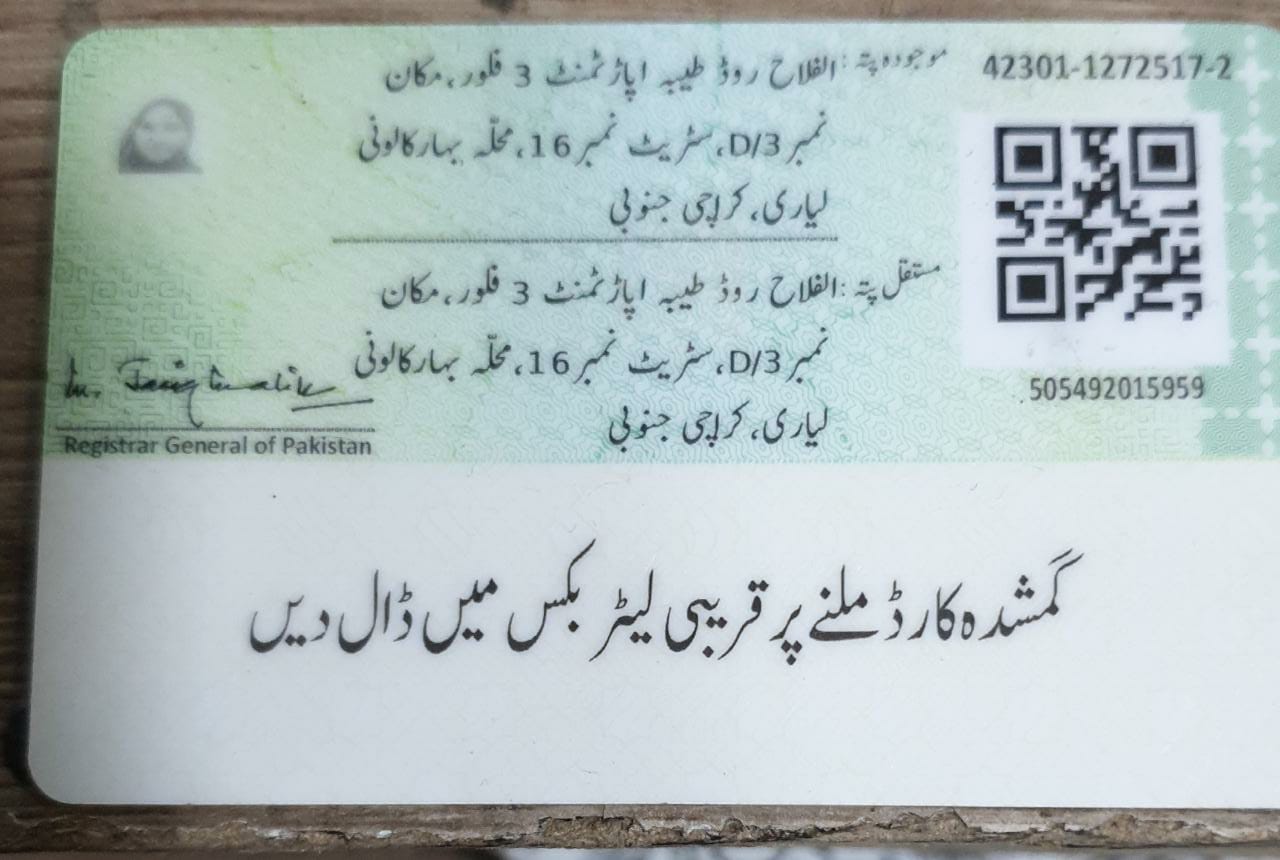 42301-1272517-2
موجودہ پتہ: الفلاح روڈ طیبہ اپارٹمنٹ 3 فلور، مکان
نمبر D/3، سٹریٹ نمبر 16، محلّہ بہار کالونی
لیاری، کراچی جنوبی
مستقل پتہ: الفلاح روڈ طیبہ اپارٹمنٹ 3 فلور، مکان
نمبر D/3، سٹریٹ نمبر 16، محلّہ بہار کالونی
لیاری، کراچی جنوبی
505492015959
Registrar General of Pakistan
گمشدہ کارڈ ملنے پر قریبی لیٹر بکس میں ڈال دیں